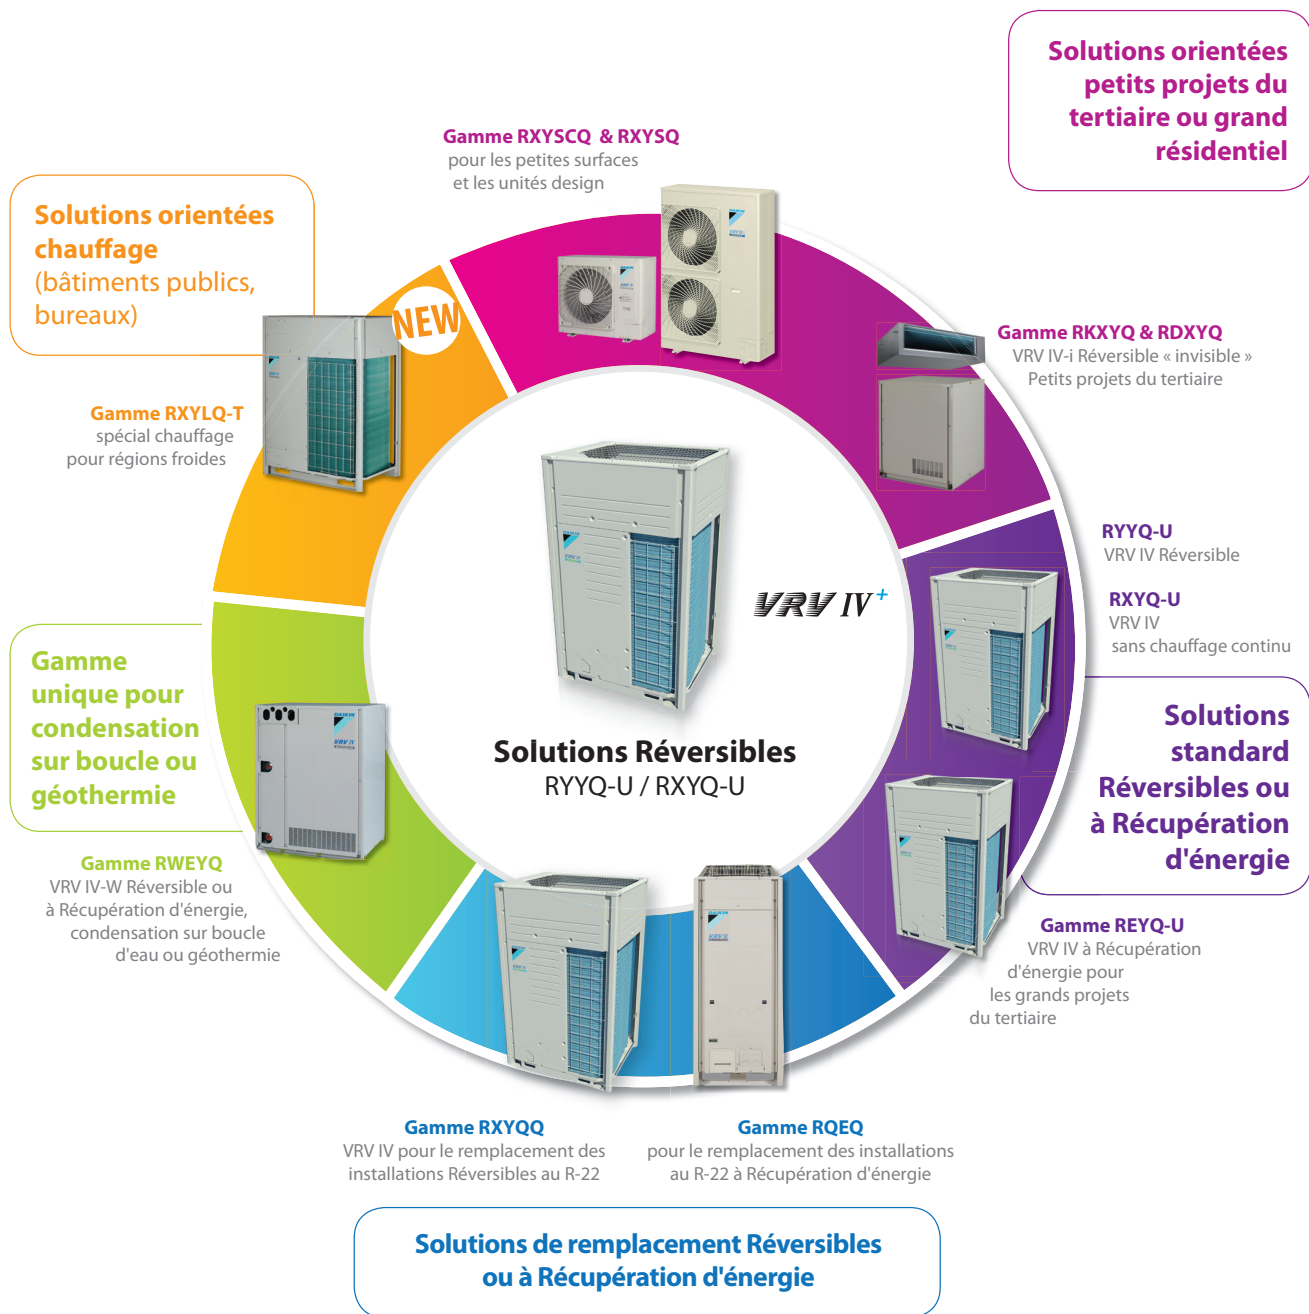 Solutions orientées
petits projets du
tertiaire ou grand
résidentiel
Gamme RXYSCQ & RXYSQ
pour les petites surfaces
et les unités design
Solutions orientées
chauffage
(bâtiments publics,
bureaux)
NEW
Gamme RKXYQ & RDXYQ
VRV IV-i Réversible « invisible »
Petits projets du tertiaire
Gamme RXYLQ-T
spécial chauffage
pour régions froides
RYYQ-U
VRV IV Réversible
RXYQ-U
VRV IV
sans chauffage continu
VRV IV+
Gamme
unique pour
condensation
sur boucle ou
géothermie
Solutions
standard
Réversibles ou
à Récupération
d'énergie
Solutions Réversibles
RYYQ-U / RXYQ-U
Gamme RWEYQ
VRV IV-W Réversible ou
à Récupération d'énergie,
condensation sur boucle
d'eau ou géothermie
Gamme REYQ-U
VRV IV à Récupération
d'énergie pour
les grands projets
du tertiaire
Gamme RXYQQ
VRV IV pour le remplacement des
installations Réversibles au R-22
Gamme RQEQ
pour le remplacement des installations
au R-22 à Récupération d'énergie
Solutions de remplacement Réversibles
ou à Récupération d'énergie